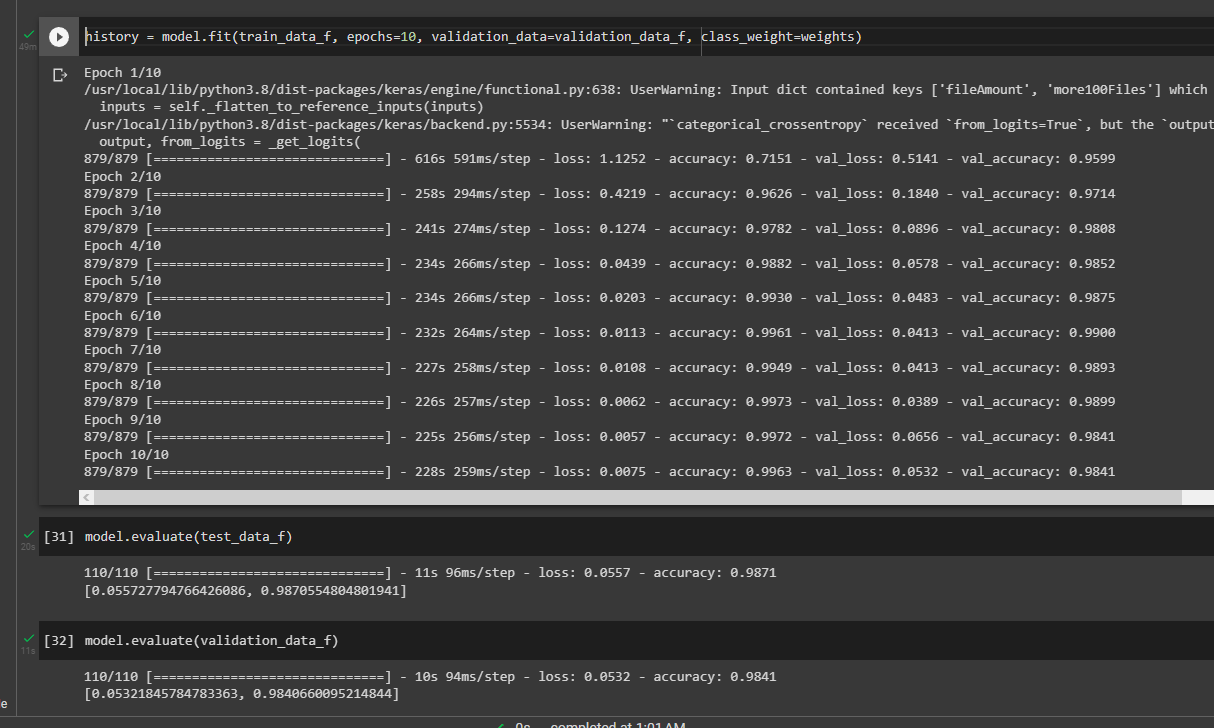 history = model.fit(train_data_f, epochs=10, validation_data=validation_data_f, class_weight=weights)
49m
Epoch 1/10
/usr/local/lib/python3.8/dist-packages/keras/engine/functional.py:638: UserWarning: Input dict contained keys ['fileAmount', 'more100Files'] which
inputs = self._flatten_to_reference_inputs(inputs)
/usr/local/lib/python3.8/dist-packages/keras/backend.py:5534: UserWarning: "`categorical_crossentropy` received `from_logits=True`, but the `output
output, from_logits = _get_logits(
879/879 [==============================] - 616s 591ms/step - loss: 1.1252 - accuracy: 0.7151 - val_loss: 0.5141 - val_accuracy: 0.9599
Epoch 2/10
879/879 [==============================] - 258s 294ms/step - loss: 0.4219 - accuracy: 0.9626 - val_loss: 0.1840 - val_accuracy: 0.9714
Epoch 3/10
879/879 [==============================] - 241s 274ms/step - loss: 0.1274 - accuracy: 0.9782 - val_loss: 0.0896 - val_accuracy: 0.9808
Epoch 4/10
879/879 [==============================] - 234s 266ms/step - loss: 0.0439 - accuracy: 0.9882 - val_loss: 0.0578 - val_accuracy: 0.9852
Epoch 5/10
879/879 [==============================] - 234s 266ms/step - loss: 0.0203 - accuracy: 0.9930 - val_loss: 0.0483 - val_accuracy: 0.9875
Epoch 6/10
879/879 [==============================] - 232s 264ms/step - loss: 0.0113 - accuracy: 0.9961 - val_loss: 0.0413 - val_accuracy: 0.9900
Epoch 7/10
879/879 [==============================] - 227s 258ms/step - loss: 0.0108 - accuracy: 0.9949 - val_loss: 0.0413 - val_accuracy: 0.9893
Epoch 8/10
879/879 [==============================] - 226s 257ms/step - loss: 0.0062 - accuracy: 0.9973 - val_loss: 0.0389 - val_accuracy: 0.9899
Epoch 9/10
879/879 [==============================] - 225s 256ms/step - loss: 0.0057 - accuracy: 0.9972 - val_loss: 0.0656 - val_accuracy: 0.9841
Epoch 10/10
879/879 [==============================] - 228s 259ms/step - loss: 0.0075 - accuracy: 0.9963 - val_loss: 0.0532 - val_accuracy: 0.9841
[31] model.evaluate(test_data_f)
20s
110/110 [==============================] - 11s 96ms/step - loss: 0.0557 - accuracy: 0.9871
[0.055727794766426086, 0.9870554804801941]
[32] model.evaluate(validation_data_f)
11s
110/110 [==============================] - 10s 94ms/step - loss: 0.0532 - accuracy: 0.9841
[0.05321845784783363, 0.9840660095214844]
e
0s completed at 1:01 AM